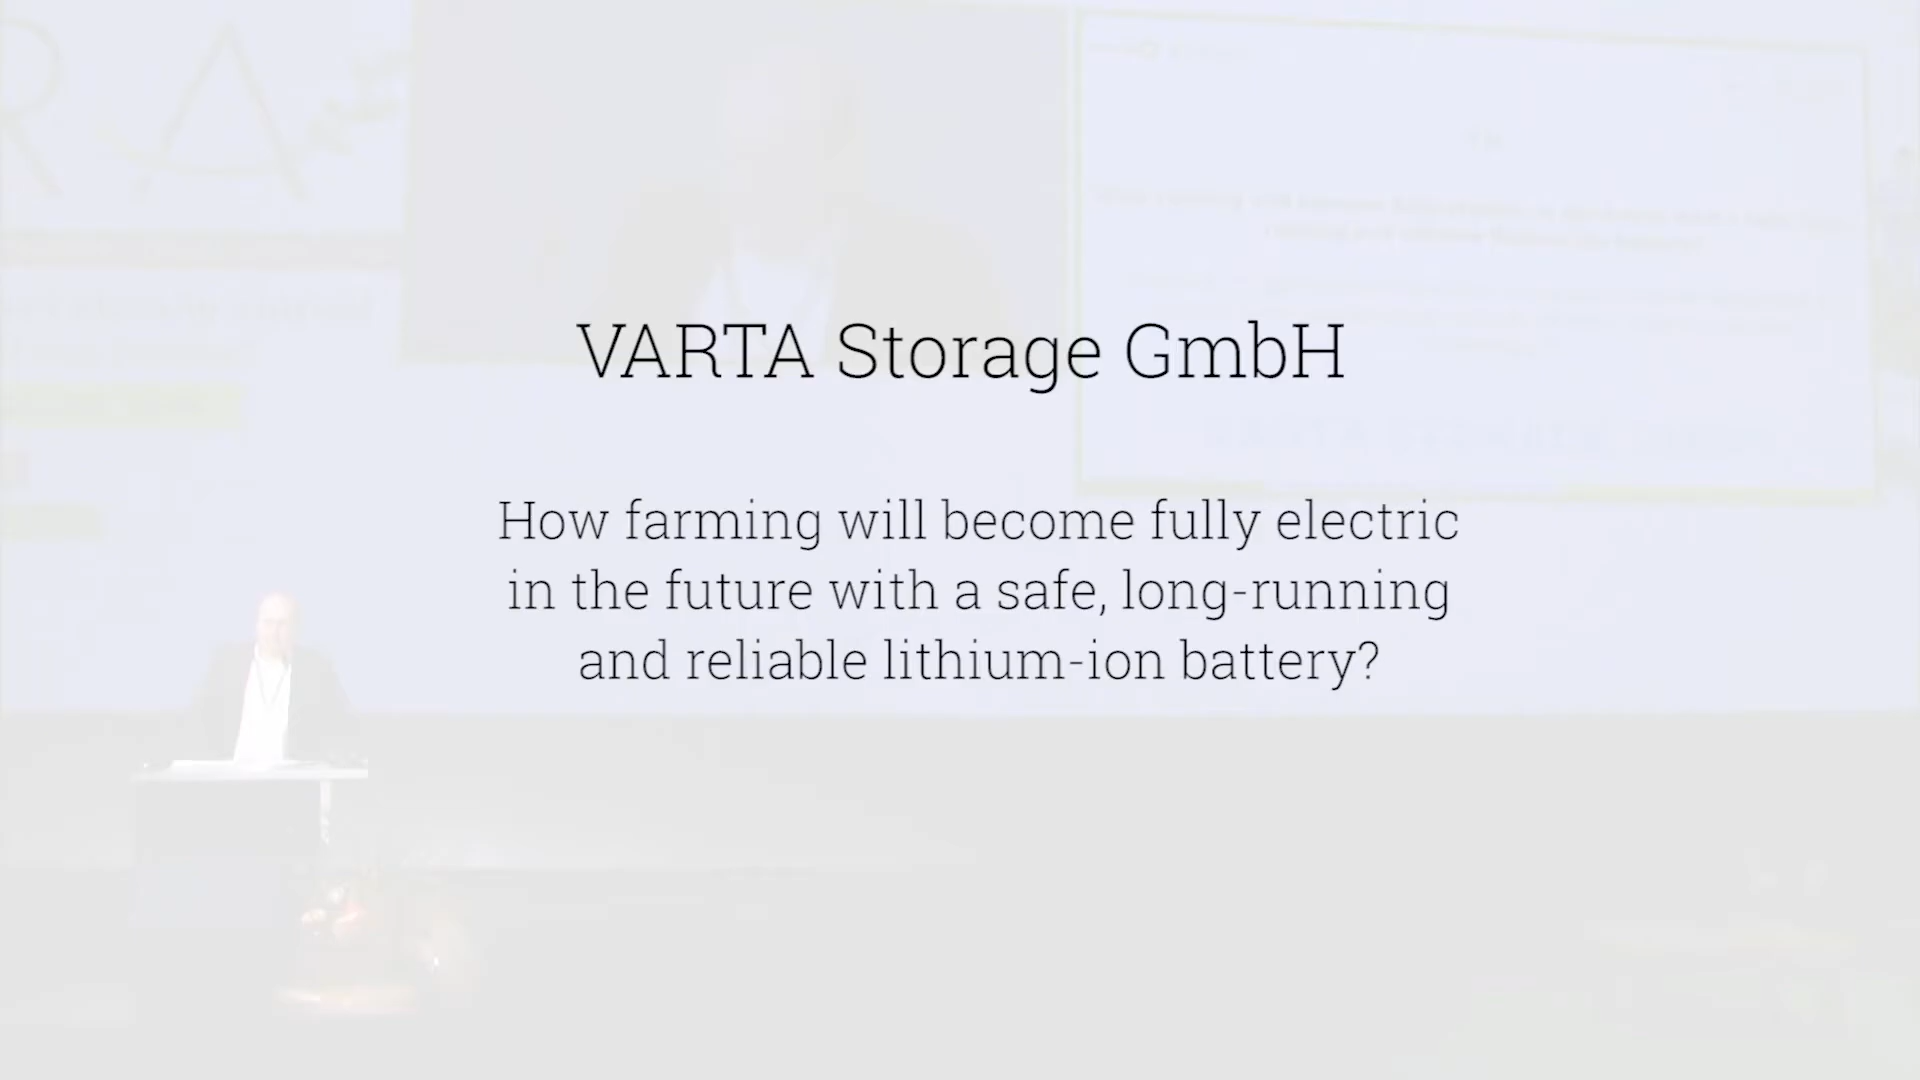 VARTA Storage GmbH
How farming will become fully electric
in the future with a safe, long-running
and reliable lithium-ion battery?